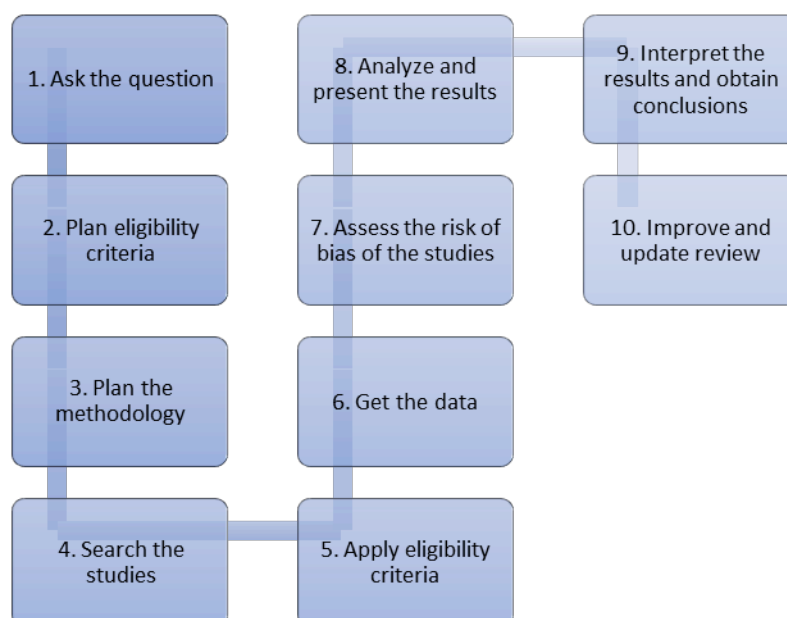 1. Ask the question
2. Plan eligibility
criteria
3. Plan the
methodology
4. Search the
studies
5. Apply eligibility
criteria
6. Get the data
7. Assess the risk of
bias of the studies
8. Analyze and
present the results
9. Interpret the
results and obtain
conclusions
10. Improve and
update review